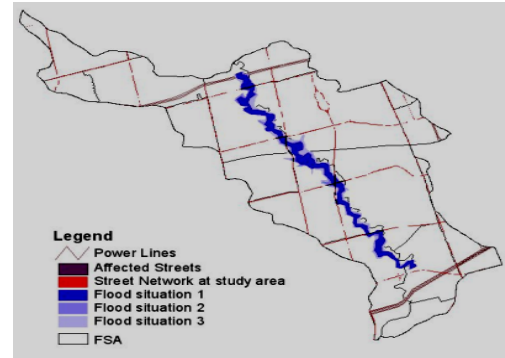 Legend
Power Lines
Affected Streets
Street Network at study area
Flood situation 1
Flood situation 2
Flood situation 3
FSA